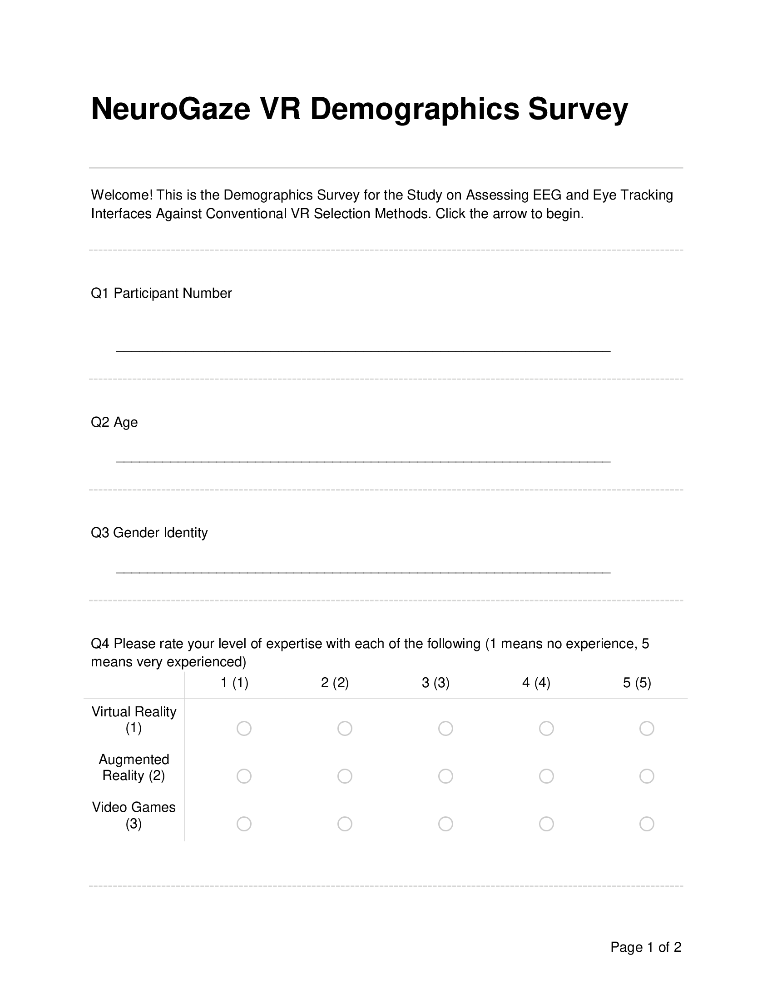 NeuroGaze VR Demographics Survey
Welcome! This is the Demographics Survey for the Study on Assessing EEG and Eye Tracking
Interfaces Against Conventional VR Selection Methods. Click the arrow to begin.
Q1 Participant Number
Q2 Age
Q3 Gender Identity
Q4 Please rate your level of expertise with each of the following (1 means no experience, 5
means very experienced)
1 (1) 2 (2) 3 (3) 4 (4) 5 (5)
Virtual Reality
(1)
Augmented
Reality (2)
Video Games
(3)
Page 1 of 2